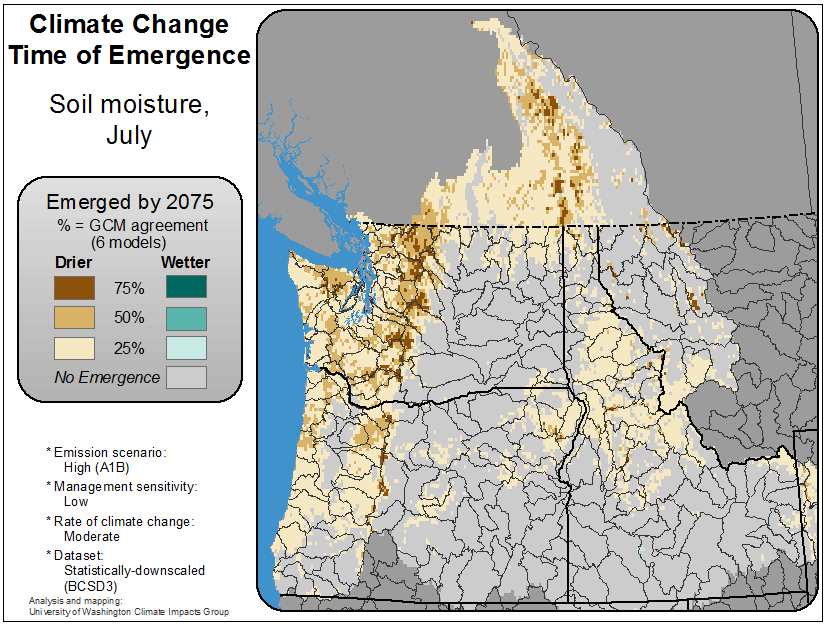 Climate Change
Time of Emergence
Soil moisture,
July
Emerged by 2075
% = GCM agreement
(6 models)
Drier Wetter
75%
50%
25%
No Emergence
* Emission scenario:
High (A1B)
* Management sensitivity:
Low
* Rate of climate change:
Moderate
* Dataset:
Statistically-downscaled
(BCSD3)
Analysis and mapping:
University of Washington Climate Impacts Group